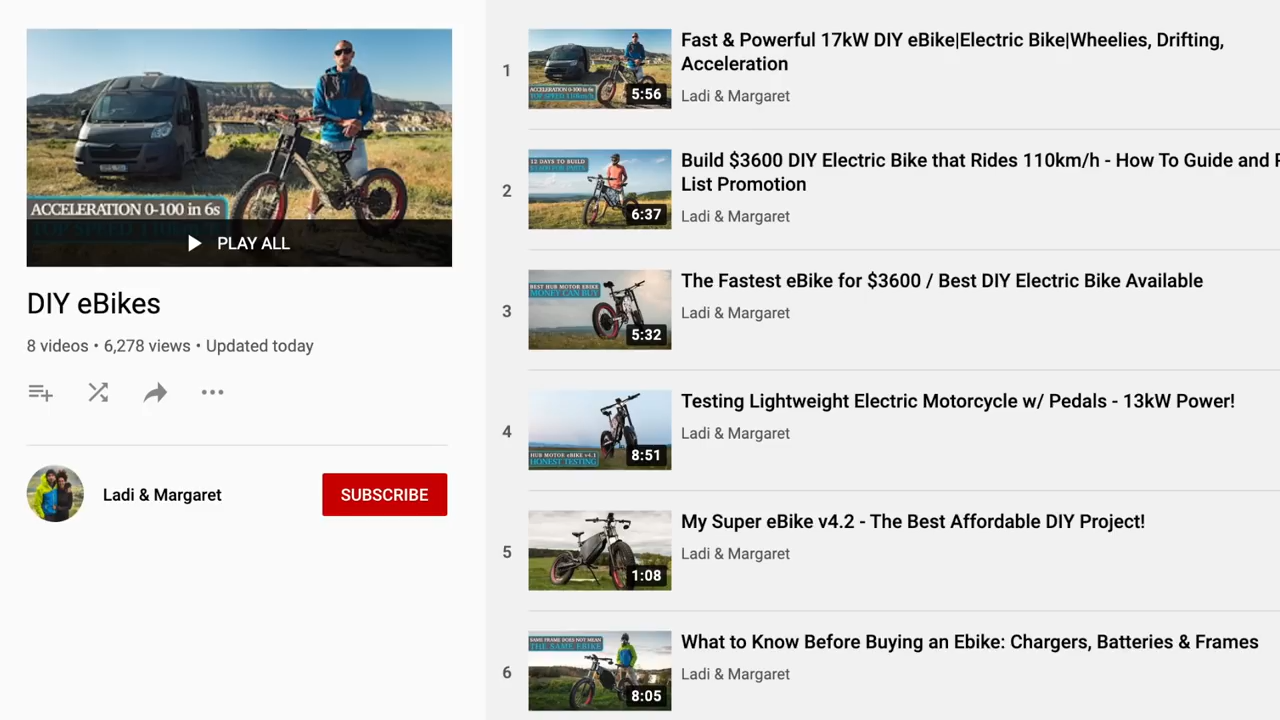 ACCELERATION 0-100 in 6s
PLAY ALL
DIY eBikes
8 videos • 6,278 views • Updated today
Ladi & Margaret
SUBSCRIBE
1
5:56
Fast & Powerful 17kW DIY eBike|Electric Bike|Wheelies, Drifting,
Acceleration
Ladi & Margaret
ACCELERATION 0-100 in 6s
TOP SPEED 110km/h
2
12 DAYS TO BUILD
6:37
Build $3600 DIY Electric Bike that Rides 110km/h - How To Guide and
List Promotion
Ladi & Margaret
3
BEST HUB MOTOR EBIKE
MONEY CAN BUY
5:32
The Fastest eBike for $3600 / Best DIY Electric Bike Available
Ladi & Margaret
4
HUB MOTOR eBIKE v4.1
HONEST TESTING
8:51
Testing Lightweight Electric Motorcycle w/ Pedals - 13kW Power!
Ladi & Margaret
5
1:08
My Super eBike v4.2 - The Best Affordable DIY Project!
Ladi & Margaret
6
SAME FRAME DOES NOT MEAN
THE SAME EBIKE
8:05
What to Know Before Buying an Ebike: Chargers, Batteries & Frames
Ladi & Margaret